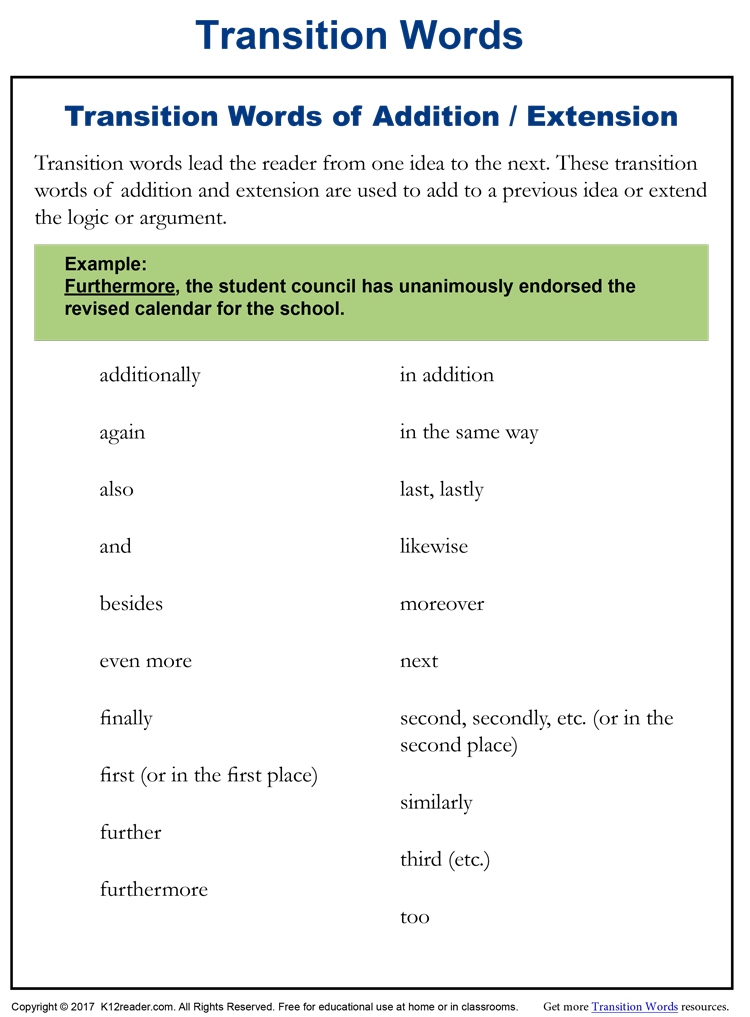 Transition Words
Transition Words of Addition / Extension
Transition words lead the reader from one idea to the next. These transition
words of addition and extension are used to add to a previous idea or extend
the logic or argument.
Example:
Furthermore, the student council has unanimously endorsed the
revised calendar for the school.
additionally
again
also
and
besides
even more
finally
first (or in the first place)
further
furthermore
in addition
in the same way
last, lastly
likewise
moreover
next
second, secondly, etc. (or in the
second place)
similarly
third (etc.)
too
Copyright © 2017 K12reader.com. All Rights Reserved. Free for educational use at home or in classrooms.
Get more Transition Words resources.